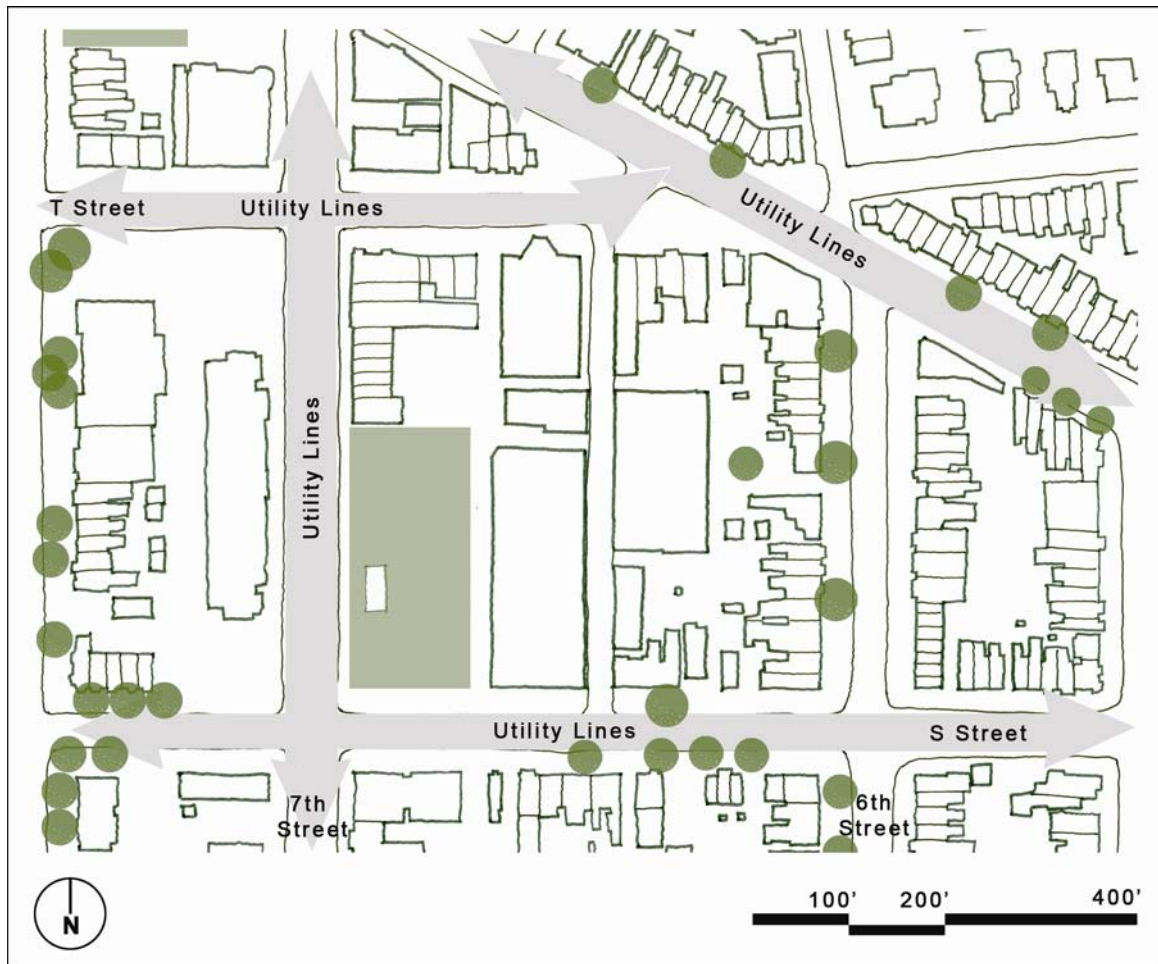 T Street
Utility Lines
Utility Lines
Utility Lines
Utility Lines
S Street
7th
Street
6th
Street
N
100'
200'
400'